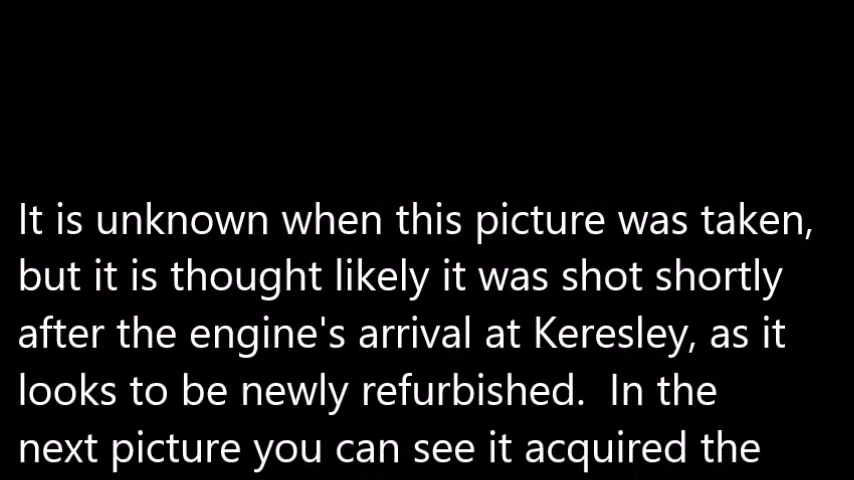 It is unknown when this picture was taken,
but it is thought likely it was shot shortly
after the engine's arrival at Keresley, as it
looks to be newly refurbished.  In the
next picture you can see it acquired the